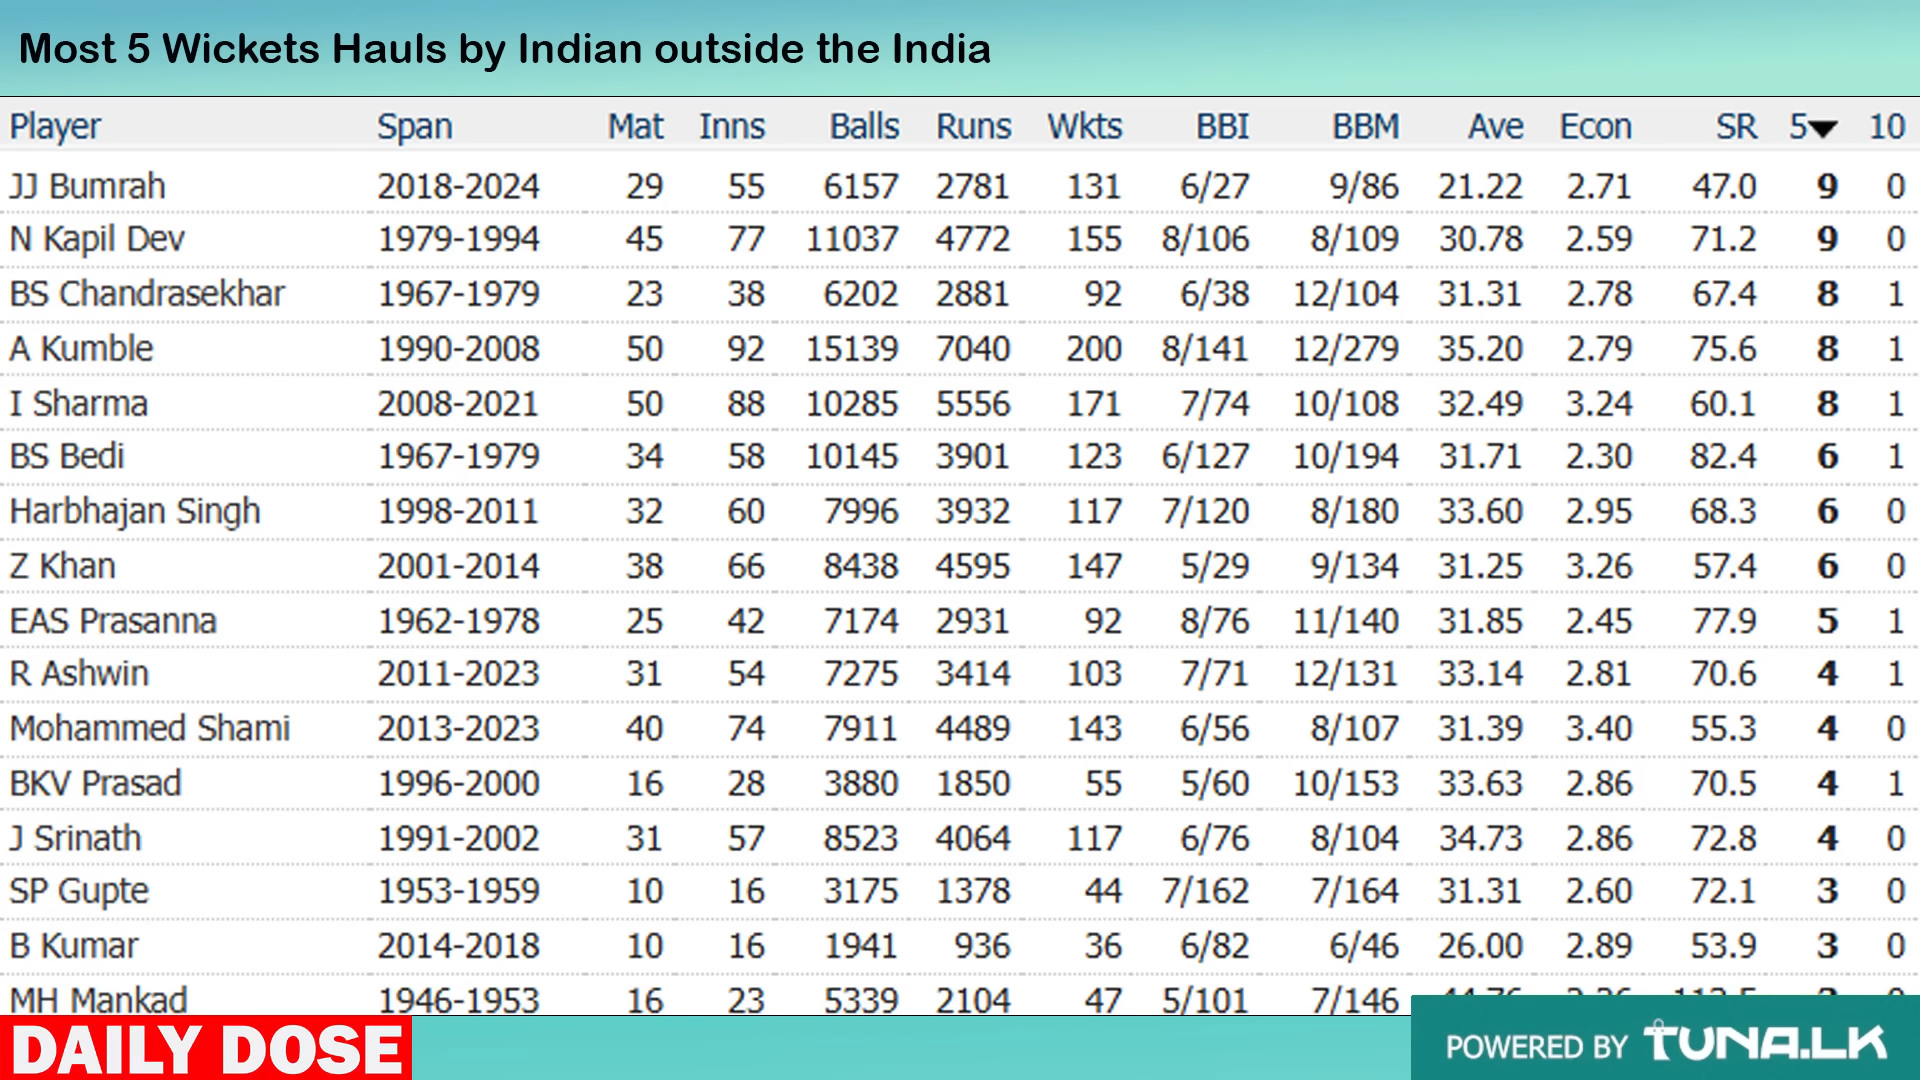 Most 5 Wickets Hauls by Indian outside the India
Player Span Mat Inns Balls Runs Wkts BBI BBM Ave Econ SR 5▼ 10
JJ Bumrah 2018-2024 29 55 6157 2781 131 6/27 9/86 21.22 2.71 47.0 9 0
N Kapil Dev 1979-1994 45 77 11037 4772 155 8/106 8/109 30.78 2.59 71.2 9 0
BS Chandrasekhar 1967-1979 23 38 6202 2881 92 6/38 12/104 31.31 2.78 67.4 8 1
A Kumble 1990-2008 50 92 15139 7040 200 8/141 12/279 35.20 2.79 75.6 8 1
I Sharma 2008-2021 50 88 10285 5556 171 7/74 10/108 32.49 3.24 60.1 8 1
BS Bedi 1967-1979 34 58 10145 3901 123 6/127 10/194 31.71 2.30 82.4 6 1
Harbhajan Singh 1998-2011 32 60 7996 3932 117 7/120 8/180 33.60 2.95 68.3 6 0
Z Khan 2001-2014 38 66 8438 4595 147 5/29 9/134 31.25 3.26 57.4 6 0
EAS Prasanna 1962-1978 25 42 7174 2931 92 8/76 11/140 31.85 2.45 77.9 5 1
R Ashwin 2011-2023 31 54 7275 3414 103 7/71 12/131 33.14 2.81 70.6 4 1
Mohammed Shami 2013-2023 40 74 7911 4489 143 6/56 8/107 31.39 3.40 55.3 4 0
BKV Prasad 1996-2000 16 28 3880 1850 55 5/60 10/153 33.63 2.86 70.5 4 1
J Srinath 1991-2002 31 57 8523 4064 117 6/76 8/104 34.73 2.86 72.8 4 0
SP Gupte 1953-1959 10 16 3175 1378 44 7/162 7/164 31.31 2.60 72.1 3 0
B Kumar 2014-2018 10 16 1941 936 36 6/82 6/46 26.00 2.89 53.9 3 0
MH Mankad 1946-1953 16 23 5339 2104 47 5/101 7/146
DAILY DOSE
POWERED BY TUNA.LK